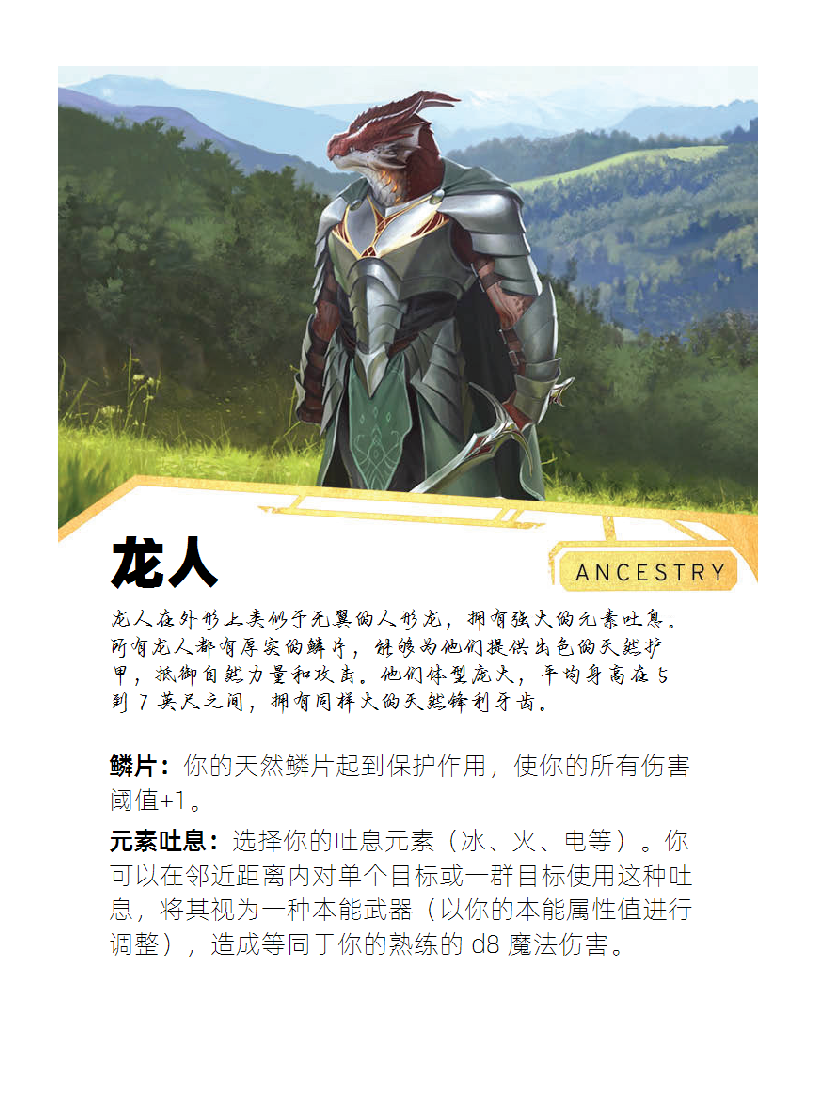 龙人
ANCESTRY
龙人在外形上类似于无翼的人形龙，拥有强大的元素吐息。
所有龙人都有厚实的鳞片，能够为他们提供出色的天然护
甲，抵御自然力量和攻击。他们体型庞大，平均身高在 5
到 7 英尺之间，拥有同样大的天然锋利牙齿。
鳞片：你的天然鳞片起到保护作用，使你的所有伤害
阈值+1。
元素吐息：选择你的吐息元素（冰、火、电等）。你
可以在邻近距离内对单个目标或一群目标使用这种吐
息，将其视为一种本能武器（以你的本能属性值进行
调整），造成等同于你的熟练的 d8 魔法伤害。